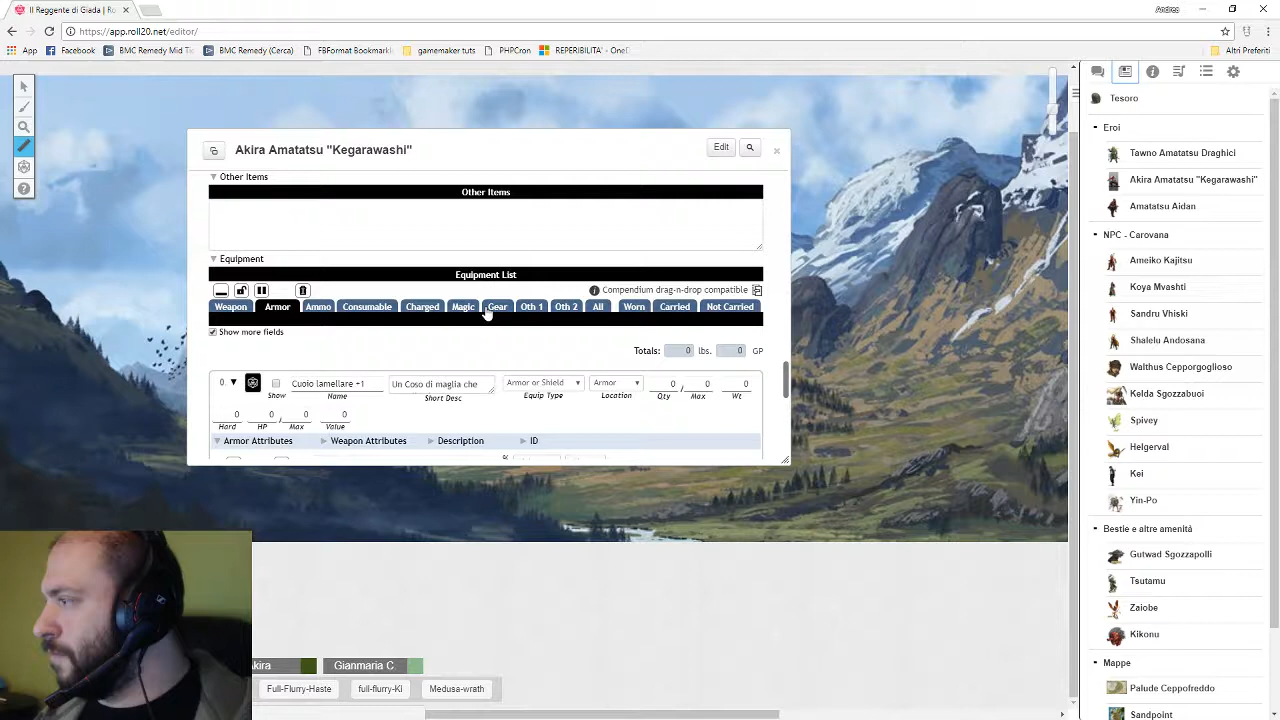 Il Reggente di Giada | Ro
Andrea
https://app.roll20.net/editor/
App
Facebook
BMC Remedy Mid Tie
BMC Remedy (Cerca)
FBFormat Bookmarkle
gamemaker tuts
PHPCron
REPERIBILITA' - OneD
Altri Preferiti
Akira Amatatsu "Kegarawashi"
Edit
Other Items
Other Items
Equipment
Equipment List
Compendium drag-n-drop compatible
Weapon Armor Ammo Consumable Charged Magic Gear Oth 1 Oth 2 All Worn Carried Not Carried
Show more fields
Totals: 0 lbs. 0 GP
0. Cuoio lamellare +1 Un Coso di maglia che Armor or Shield Armor 0 / 0 0
Show Name Short Desc Equip Type Location Qty Max Wt
0 0 / 0 0
Hard HP Max Value
Armor Attributes Weapon Attributes Description ID
Tesoro
Eroi
Tawno Amatatsu Draghici
Akira Amatatsu "Kegarawashi"
Amatatsu Aidan
NPC - Carovana
Ameiko Kajitsu
Koya Mvashti
Sandru Vhiski
Shalelu Andosana
Walthus Cepporgoglioso
Kelda Sgozzabuoi
Spivey
Helgerval
Kei
Yin-Po
Bestie e altre amenità
Gutwad Sgozzapolli
Tsutamu
Zaiobe
Kikonu
Mappe
Palude Ceppofreddo
Sandpoint
kira
Gianmaria C.
Full-Flurry-Haste
full-flurry-Ki
Medusa-wrath